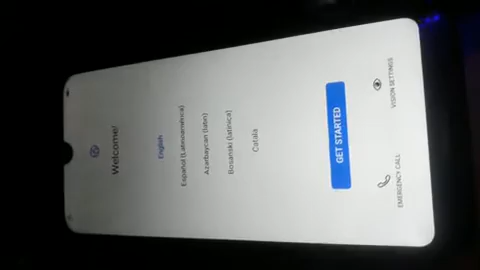 Welcome!
English
Español (Latinoamérica)
Azərbaycan (latın)
Bosanski (latinica)
Català
GET STARTED
EMERGENCY CALL
VISION SETTINGS